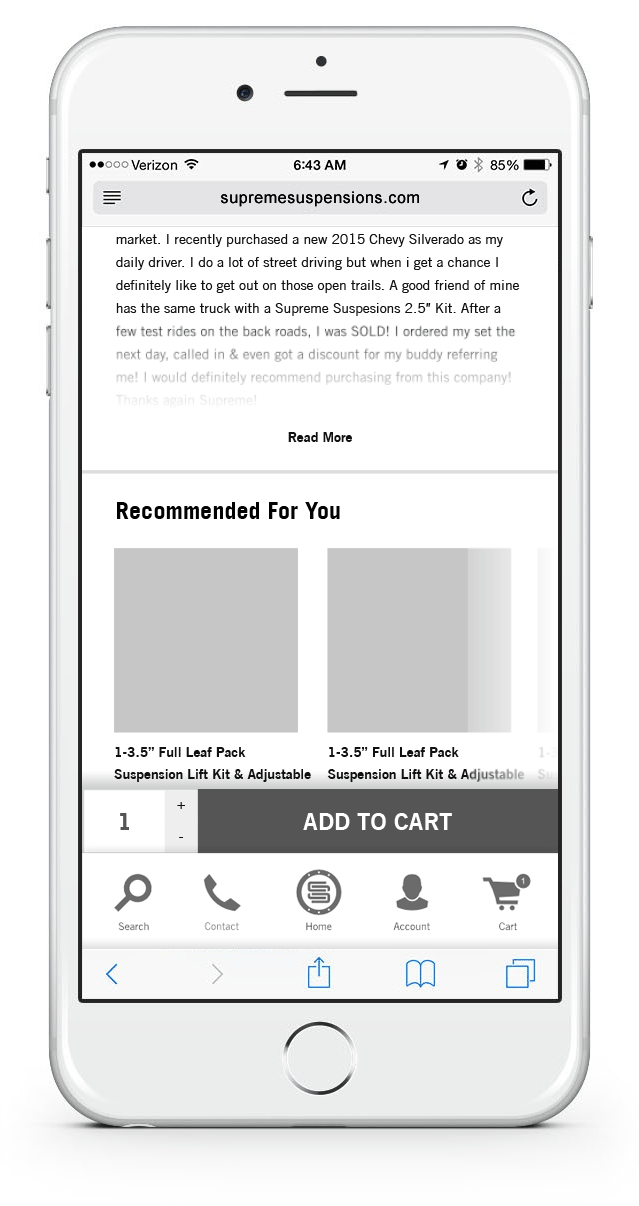 Verizon 6:43 AM 85%
supremesuspensions.com
market. I recently purchased a new 2015 Chevy Silverado as my
daily driver. I do a lot of street driving but when i get a chance I
definitely like to get out on those open trails. A good friend of mine
has the same truck with a Supreme Suspesions 2.5" Kit. After a
few test rides on the back roads, I was SOLD! I ordered my set the
next day, called in & even got a discount for my buddy referring
me! I would definitely recommend purchasing from this company!
Thanks again Supreme!
Read More
Recommended For You
1-3.5” Full Leaf Pack
Suspension Lift Kit & Adjustable
1-3.5” Full Leaf Pack
Suspension Lift Kit & Adjustable
1-3
Su
1
+
-
ADD TO CART
Search
Contact
Home
Account
1
Cart